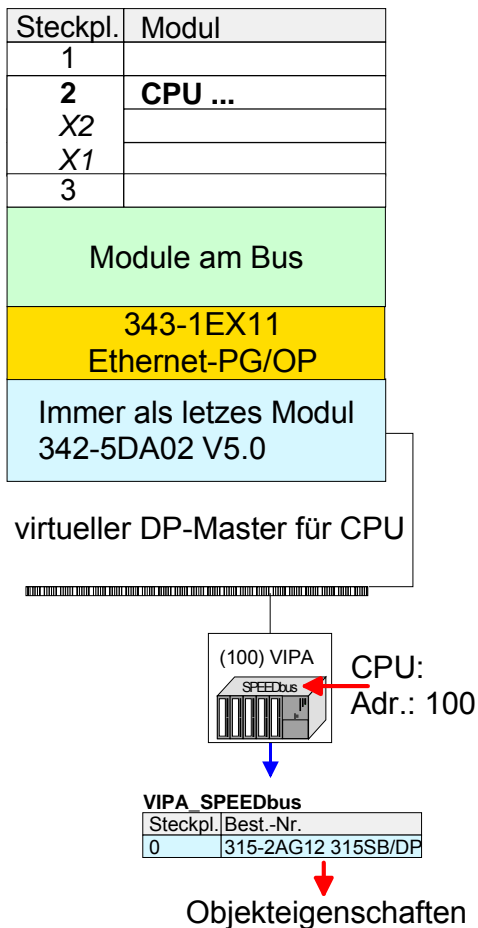 Steckpl. Modul
1
2 CPU ...
X2
X1
3
Module am Bus
343-1EX11
Ethernet-PG/OP
Immer als letzes Modul
342-5DA02 V5.0
virtueller DP-Master für CPU
(100) VIPA
SPEEDbus
CPU:
Adr.: 100
VIPA_SPEEDbus
Steckpl. Best.-Nr.
0 315-2AG12 315SB/DP
Objekteigenschaften